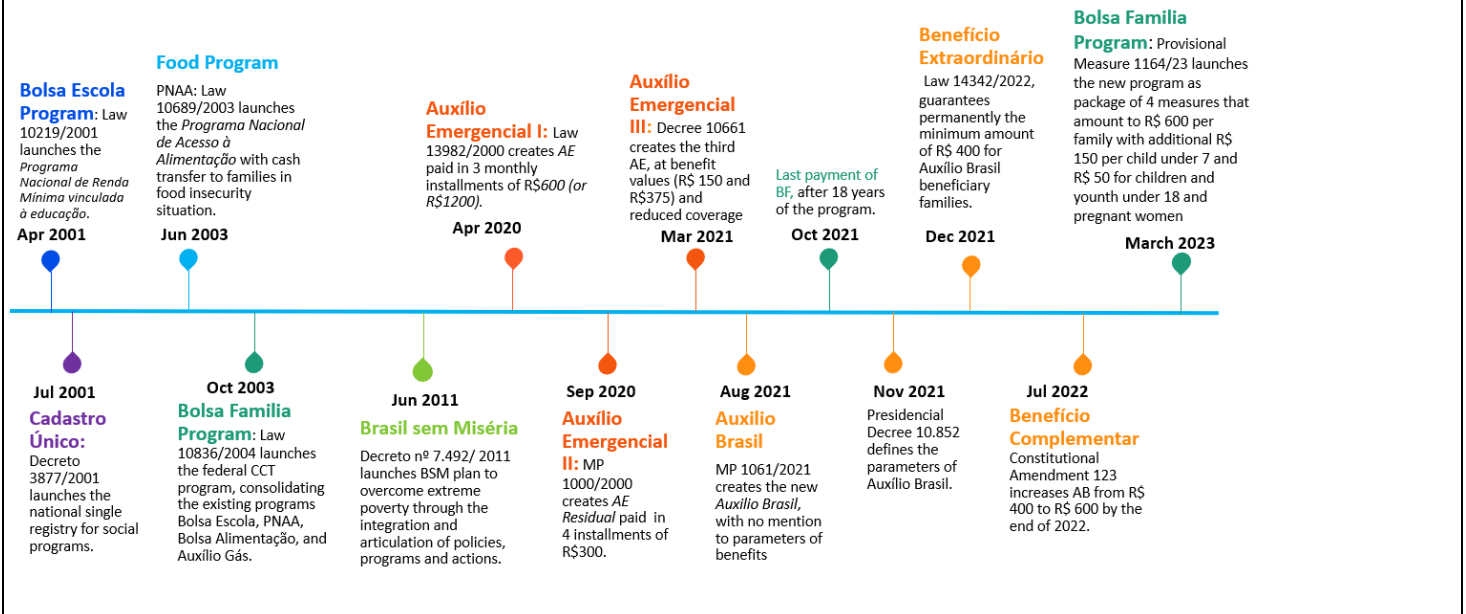 Bolsa Escola
Program: Law
10219/2001
launches the
Programa
Nacional de Renda
Mínima vinculada
à educação.
Apr 2001
Food Program
PNAA: Law
10689/2003 launches
the Programa Nacional
de Acesso à
Alimentação with cash
transfer to families in
food insecurity
situation.
Jun 2003
Auxílio
Emergencial I: Law
13982/2000 creates AE
paid in 3 monthly
installments of R$600 (or
R$1200).
Apr 2020
Auxílio
Emergencial
III: Decree 10661
creates the third
AE, at benefit
values (R$ 150 and
R$375) and
reduced coverage
Mar 2021
Last payment of
BF, after 18 years
of the program.
Oct 2021
Benefício
Extraordinário
Law 14342/2022,
guarantees
permanently the
minimum amount
of R$ 400 for
Auxílio Brasil
beneficiary
families.
Dec 2021
Bolsa Familia
Program: Provisional
Measure 1164/23 launches
the new program as
package of 4 measures that
amount to R$ 600 per
family with additional R$
150 per child under 7 and
R$ 50 for children and
younth under 18 and
pregnant women
March 2023
Jul 2001
Cadastro
Único:
Decreto
3877/2001
launches the
national single
registry for social
programs.
Oct 2003
Bolsa Familia
Program: Law
10836/2004 launches
the federal CCT
program, consolidating
the existing programs
Bolsa Escola, PNAA,
Bolsa Alimentação, and
Auxílio Gás.
Jun 2011
Brasil sem Miséria
Decreto nº 7.492/ 2011
launches BSM plan to
overcome extreme
poverty through the
integration and
articulation of policies,
programs and actions.
Sep 2020
Auxílio
Emergencial
II: MP
1000/2000
creates AE
Residual paid in
4 installments of
R$300.
Aug 2021
Auxilio
Brasil
MP 1061/2021
creates the new
Auxilio Brasil,
with no mention
to parameters of
benefits
Nov 2021
Presidencial
Decree 10.852
defines the
parameters of
Auxílio Brasil.
Jul 2022
Benefício
Complementar
Constitutional
Amendment 123
increases AB from R$
400 to R$ 600 by the
end of 2022.